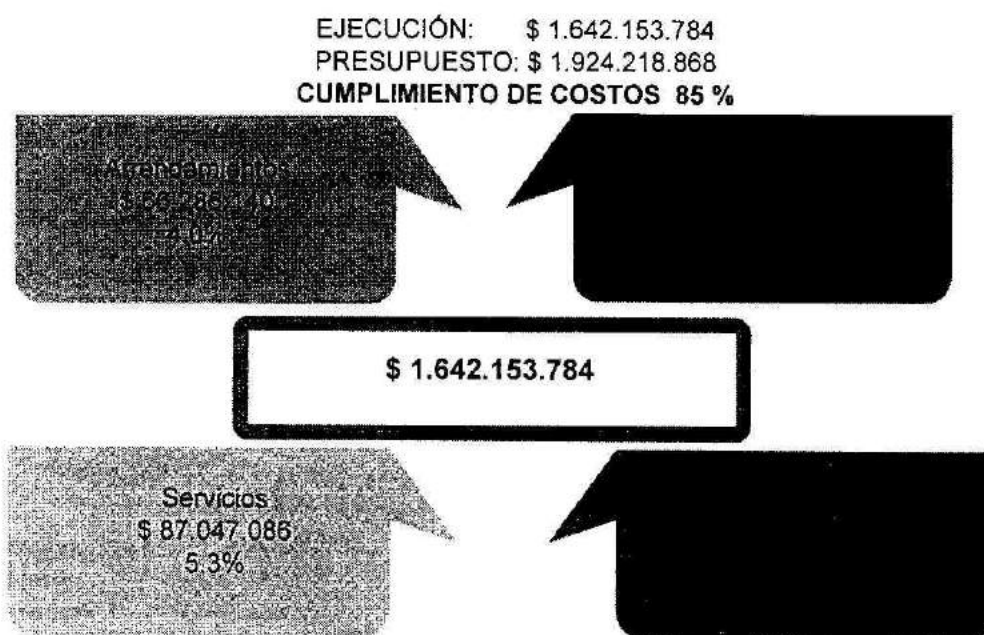 EJECUCIÓN: $ 1.642.153.784
PRESUPUESTO: $ 1.924.218.868
CUMPLIMIENTO DE COSTOS 85 %
Arrendamientos
$ 1.642.153.784
Servicios
$ 87.047.086
5.3%